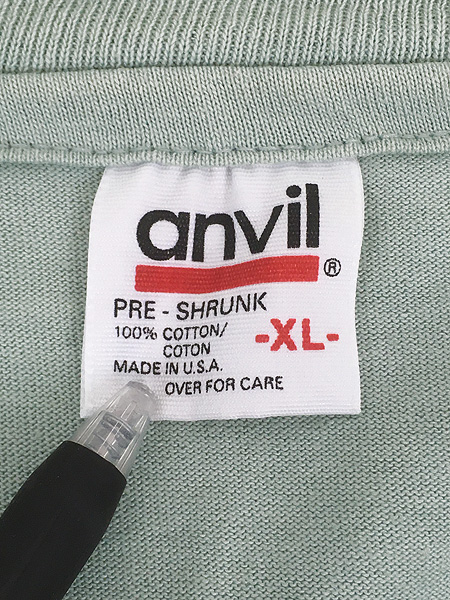 anvil
®
PRE - SHRUNK
100% COTTON/
COTON
-XL-
MADE IN U.S.A.
OVER FOR CARE